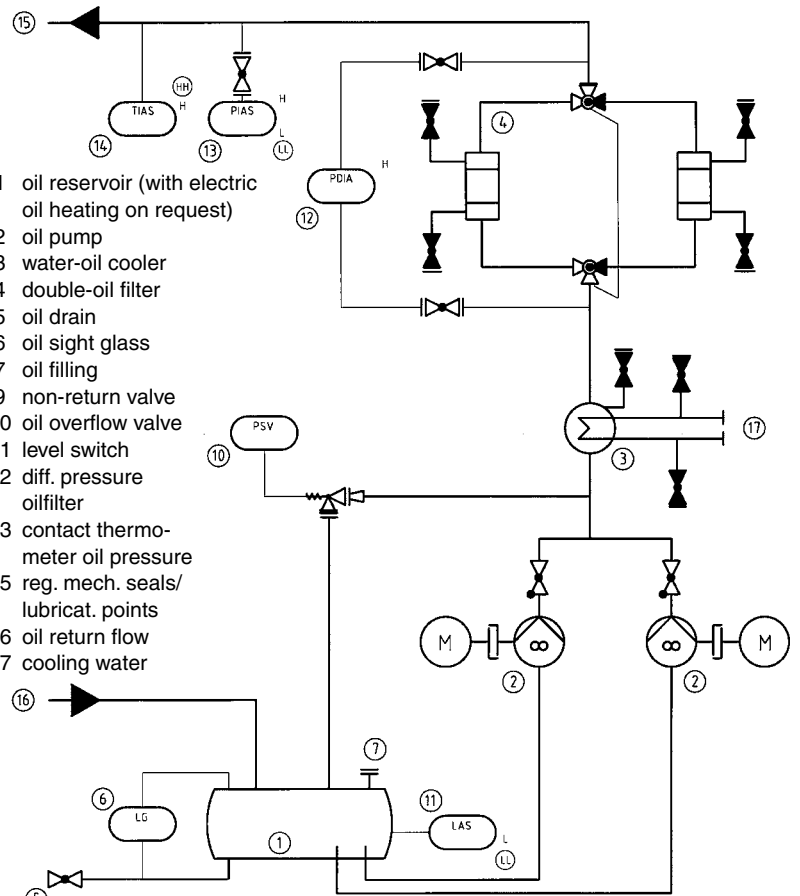 15
TIAS
HH
H
14
PIAS
H
L
LL
13
4
PDIA
H
12
1 oil reservoir (with electric
oil heating on request)
2 oil pump
3 water-oil cooler
4 double-oil filter
5 oil drain
6 oil sight glass
7 oil filling
9 non-return valve
0 oil overflow valve
1 level switch
2 diff. pressure
oilfilter
3 contact thermo-
meter oil pressure
5 reg. mech. seals/
lubricat. points
6 oil return flow
7 cooling water
PSV
10
17
3
M
2
M
2
16
7
6
LG
11
LAS
L
LL
1
5